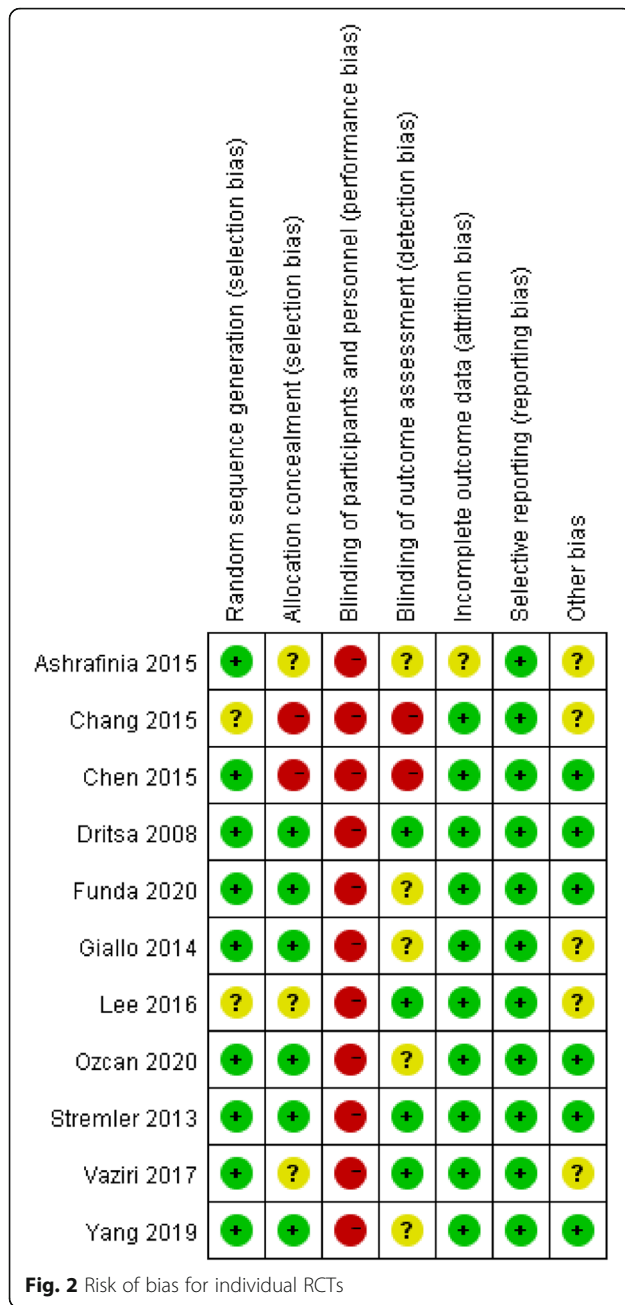 Random sequence generation (selection bias)
Allocation concealment (selection bias)
Blinding of participants and personnel (performance bias)
Blinding of outcome assessment (detection bias)
Incomplete outcome data (attrition bias)
Selective reporting (reporting bias)
Other bias
Ashrafinia 2015 + ? - ? ? + ?
Chang 2015 ? - - - + + ?
Chen 2015 + - - - + + +
Dritsa 2008 + + - + + + +
Funda 2020 + + - ? + + +
Giallo 2014 + + - ? + + ?
Lee 2016 ? ? - + + + ?
Ozcan 2020 + + - ? + + +
Stremler 2013 + + - + + + +
Vaziri 2017 + ? - + + + ?
Yang 2019 + + - ? + + +
Fig. 2 Risk of bias for individual RCTs